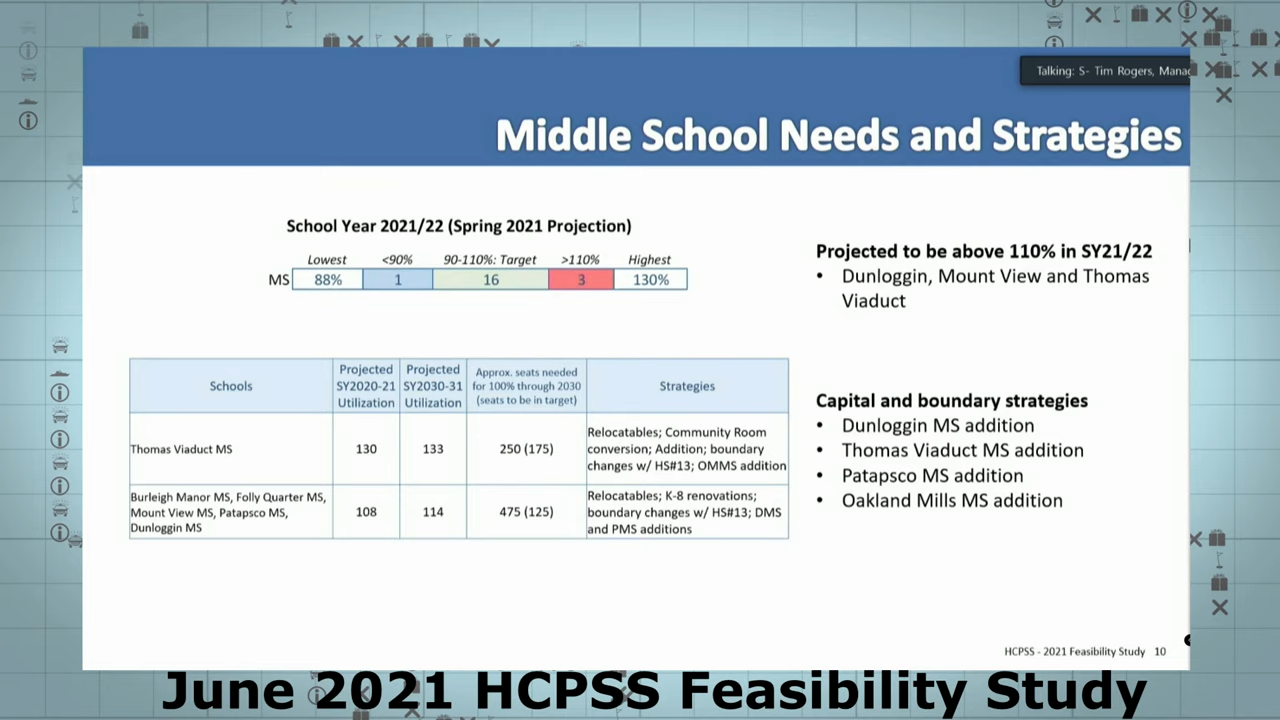 Talking: S- Tim Rogers, Manag
Middle School Needs and Strategies
School Year 2021/22 (Spring 2021 Projection)
Lowest <90% 90-110%: Target >110% Highest
MS 88% 1 16 3 130%
Projected to be above 110% in SY21/22
• Dunloggin, Mount View and Thomas
Viaduct
Schools
Projected
SY2020-21
Utilization
Projected
SY2030-31
Utilization
Approx. seats needed
for 100% through 2030
(seats to be in target)
Strategies
Thomas Viaduct MS
130
133
250 (175)
Relocatables; Community Room
conversion; Addition; boundary
changes w/ HS#13; OMMS addition
Burleigh Manor MS, Folly Quarter MS,
Mount View MS, Patapsco MS,
Dunloggin MS
108
114
475 (125)
Relocatables; K-8 renovations;
boundary changes w/ HS#13; DMS
and PMS additions
Capital and boundary strategies
• Dunloggin MS addition
• Thomas Viaduct MS addition
• Patapsco MS addition
• Oakland Mills MS addition
HCPSS - 2021 Feasibility Study 10
June 2021 HCPSS Feasibility Study